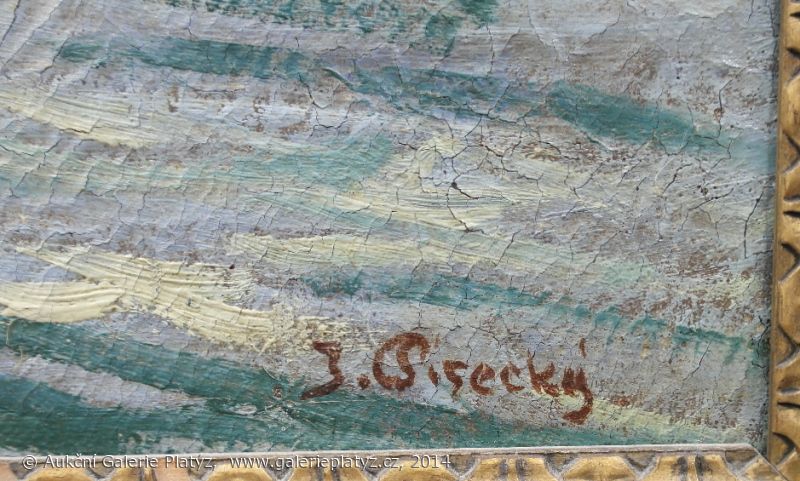 J. Písecký
© Aukční Galerie Platýz, www.galerieplatyz.cz, 2014